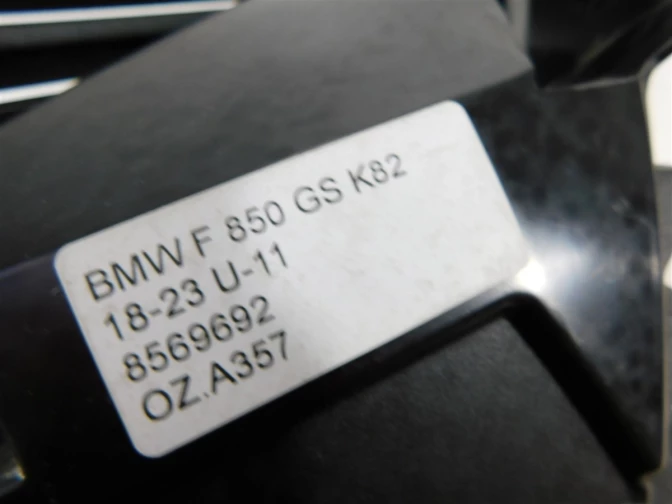 BMW F 850 GS K82
18-23 U-11
8569692
OZ.A357